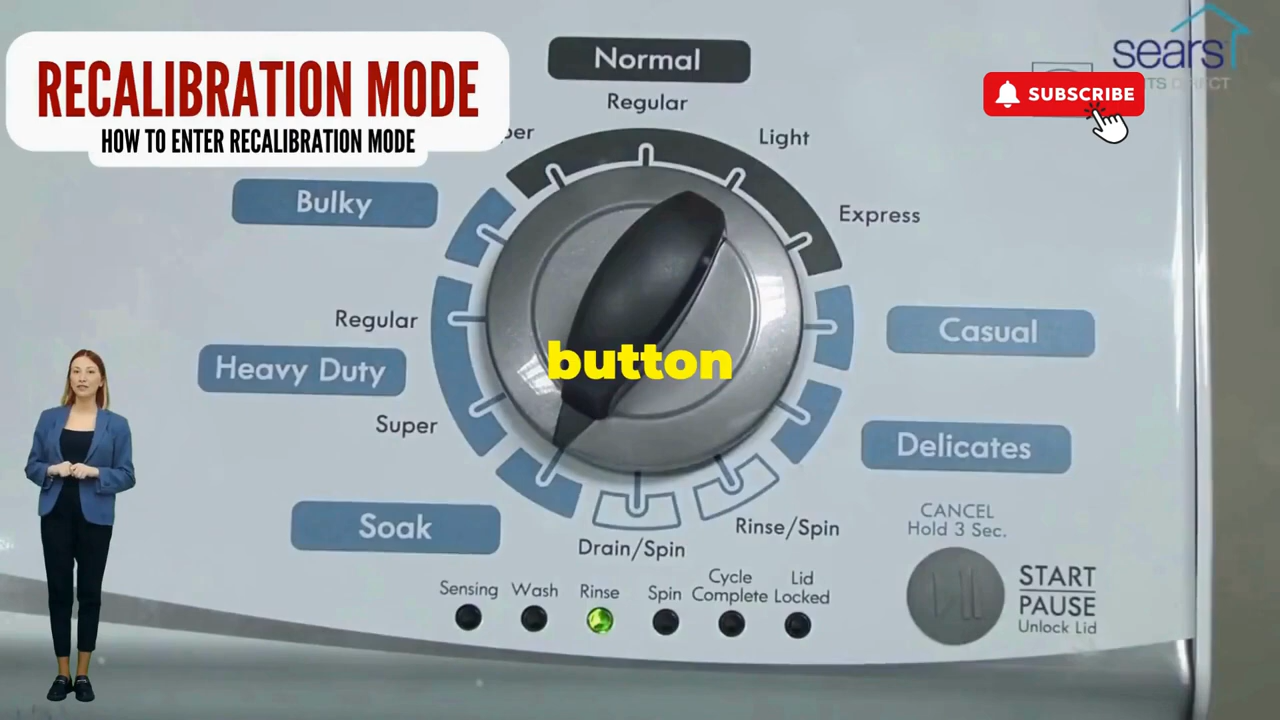 sears
RECALIBRATION MODE
HOW TO ENTER RECALIBRATION MODE
SUBSCRIBE
DIRECT
Normal
Regular
Light
Bulky
Express
Regular
Casual
Heavy Duty
button
Super
Delicates
Soak
Rinse/Spin
Drain/Spin
CANCEL
Hold 3 Sec.
Sensing
Wash
Rinse
Spin
Cycle
Complete
Lid
Locked
START
PAUSE
Unlock Lid